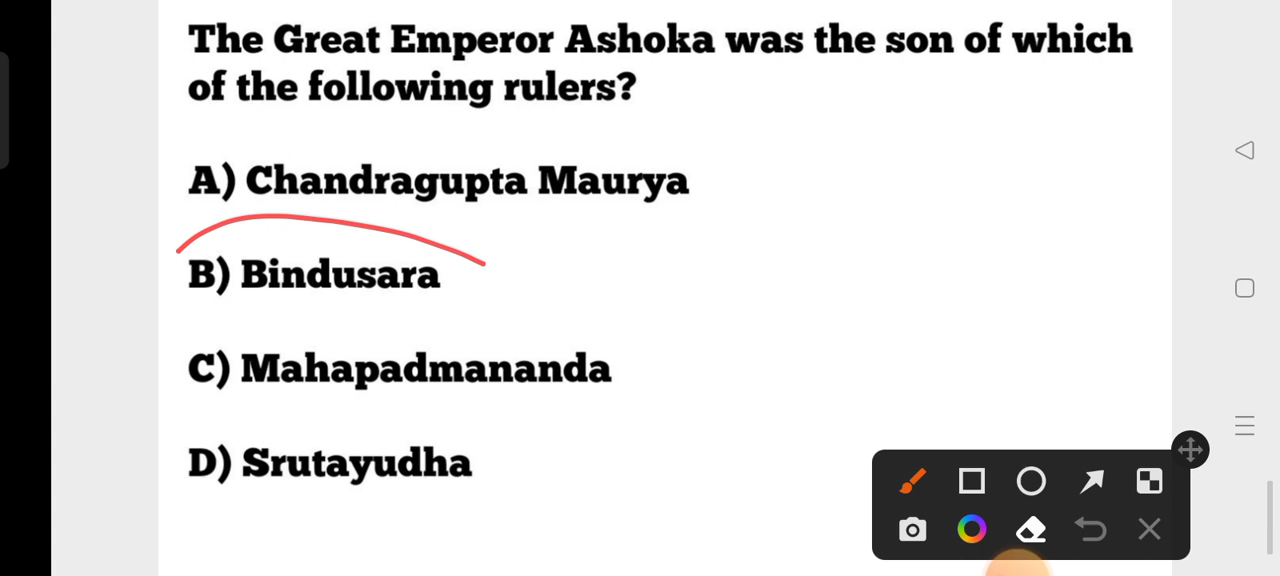 The Great Emperor Ashoka was the son of which
of the following rulers?
A) Chandragupta Maurya
B) Bindusara
C) Mahapadmananda
D) Srutayudha